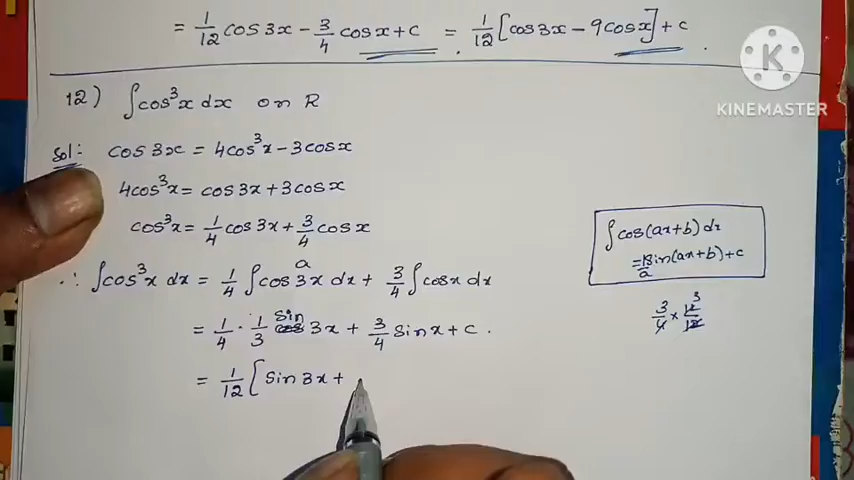 = 1/12 cos 3x - 3/4 cos x + c = 1/12 [cos 3x - 9 cos x] + c
K
KINEMASTER
12) ∫cos³x dx on R
Sol: cos 3x = 4cos³x - 3cos x
4cos³x = cos 3x + 3cos x
cos³x = 1/4 cos 3x + 3/4 cos x
∴ ∫cos³x dx = 1/4 ∫cos 3x dx + 3/4 ∫cos x dx
a
= 1/4 · 1/3 sin 3x + 3/4 sin x + c.
= 1/12 [sin 3x +
∫cos(ax+b) dx
= 1/a sin(ax+b) + c
3/4 × 12/12
3